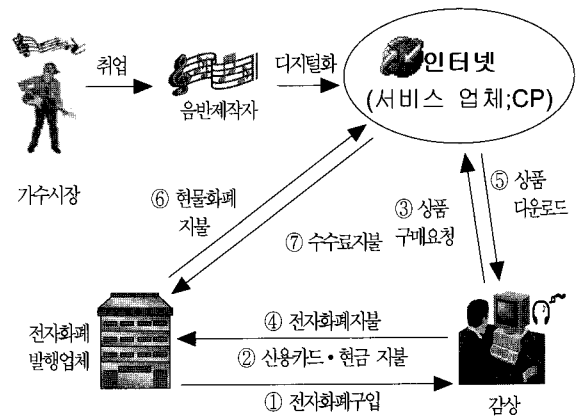 취업
디지털화
인터넷
(서비스 업체;CP)
음반제작자
가수시장
⑥ 현물화폐
지불
⑦ 수수료지불
③ 상품
구매요청
⑤ 상품
다운로드
전자화폐
발행업체
④ 전자화폐지불
② 신용카드・현금 지불
① 전자화폐구입
감상